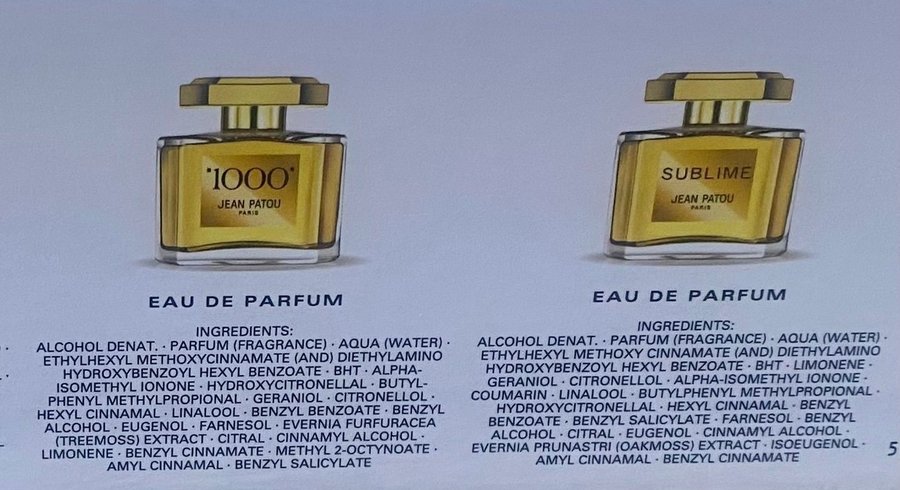 "1000"
JEAN PATOU
PARIS
EAU DE PARFUM
INGREDIENTS:
ALCOHOL DENAT. · PARFUM (FRAGRANCE) · AQUA (WATER) ·
ETHYLHEXYL METHOXYCINNAMATE (AND) DIETHYLAMINO
HYDROXYBENZOYL HEXYL BENZOATE · BHT · ALPHA-
ISOMETHYL IONONE · HYDROXYCITRONELLAL · BUTYL-
PHENYL METHYLPROPIONAL · GERANIOL · CITRONELLOL ·
HEXYL CINNAMAL · LINALOOL · BENZYL BENZOATE · BENZYL
ALCOHOL · EUGENOL · FARNESOL · EVERNIA FURFURACEA
(TREEMOSS) EXTRACT · CITRAL · CINNAMYL ALCOHOL ·
LIMONENE · BENZYL CINNAMATE · METHYL 2-OCTYNOATE ·
AMYL CINNAMAL · BENZYL SALICYLATE
SUBLIME
JEAN PATOU
PARIS
EAU DE PARFUM
INGREDIENTS:
ALCOHOL DENAT. · PARFUM (FRAGRANCE) · AQUA (WATER) ·
ETHYLHEXYL METHOXY CINNAMATE (AND) DIETHYLAMINO
HYDROXYBENZOYL HEXYL BENZOATE · BHT · LIMONENE ·
GERANIOL · CITRONELLOL · ALPHA-ISOMETHYL IONONE ·
COUMARIN · LINALOOL · BUTYLPHENYL METHYLPROPIONAL ·
HYDROXYCITRONELLAL · HEXYL CINNAMAL · BENZYL
BENZOATE · BENZYL SALICYLATE · FARNESOL · BENZYL
ALCOHOL · CITRAL · EUGENOL · CINNAMYL ALCOHOL ·
EVERNIA PRUNASTRI (OAKMOSS) EXTRACT · ISOEUGENOL ·
AMYL CINNAMAL · BENZYL CINNAMATE
5